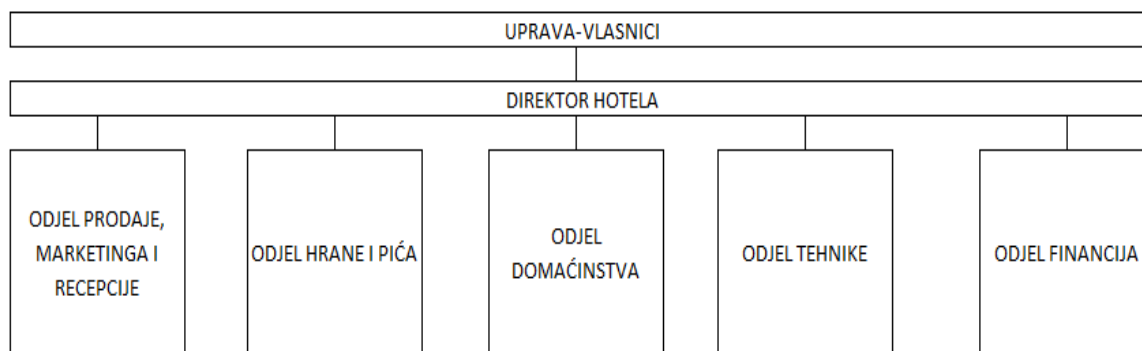 UPRAVA-VLASNICI
DIREKTOR HOTELA
ODJEL PRODAJE,
MARKETINGA I
RECEPCIJE
ODJEL HRANE I PIĆA
ODJEL
DOMAĆINSTVA
ODJEL TEHNIKE
ODJEL FINANCIJA